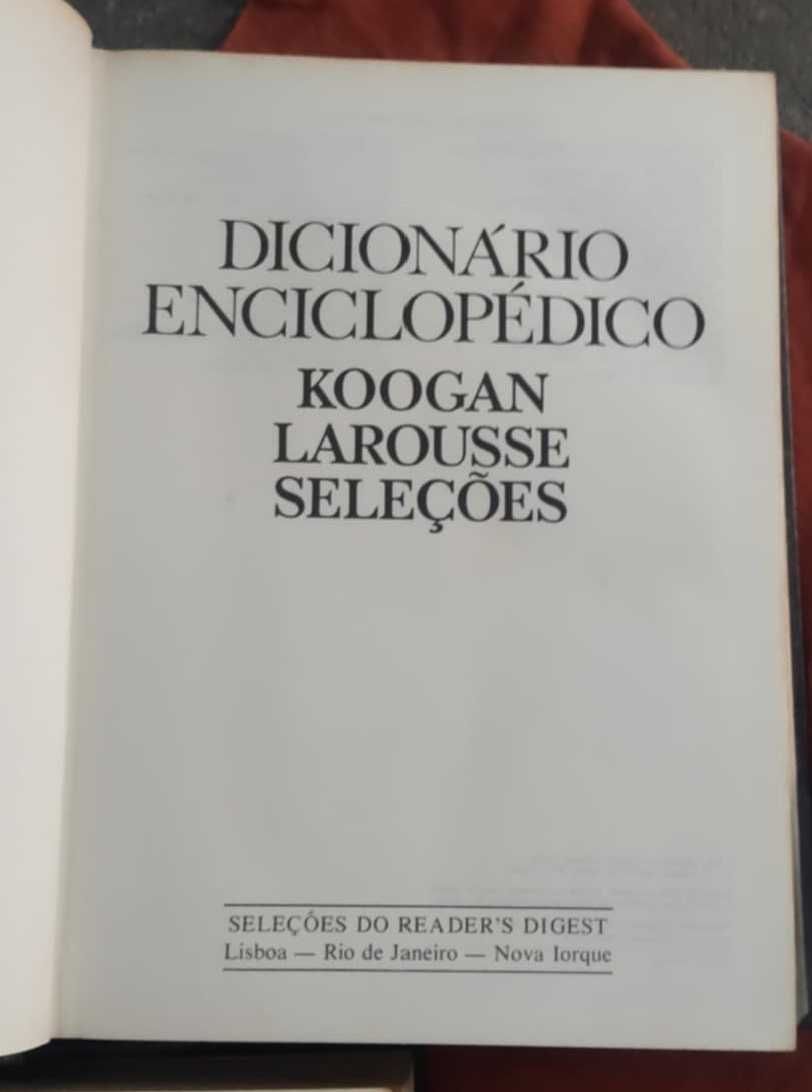 DICIONÁRIO
ENCICLOPÉDICO
KOOGAN
LAROUSSE
SELEÇÕES
SELEÇÕES DO READER'S DIGEST
Lisboa — Rio de Janeiro — Nova Iorque